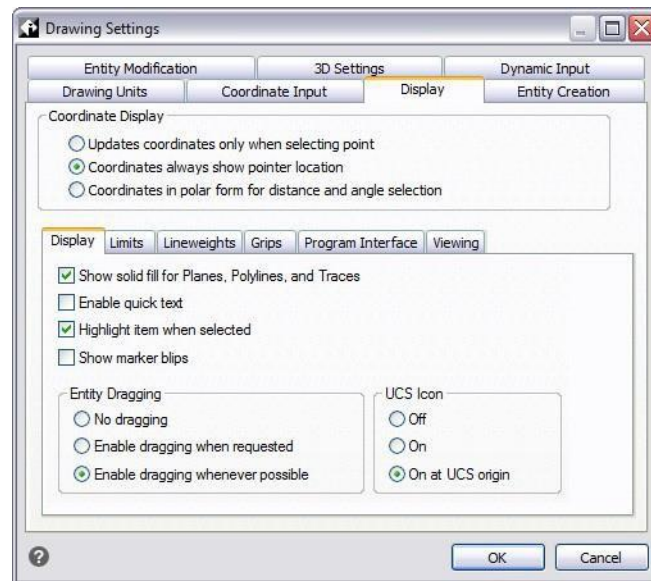 Drawing Settings
Entity Modification 3D Settings Dynamic Input
Drawing Units Coordinate Input Display Entity Creation
Coordinate Display
Updates coordinates only when selecting point
Coordinates always show pointer location
Coordinates in polar form for distance and angle selection
Display Limits Lineweights Grips Program Interface Viewing
Show solid fill for Planes, Polylines, and Traces
Enable quick text
Highlight item when selected
Show marker blips
Entity Dragging
No dragging
Enable dragging when requested
Enable dragging whenever possible
UCS Icon
Off
On
On at UCS origin
? OK Cancel